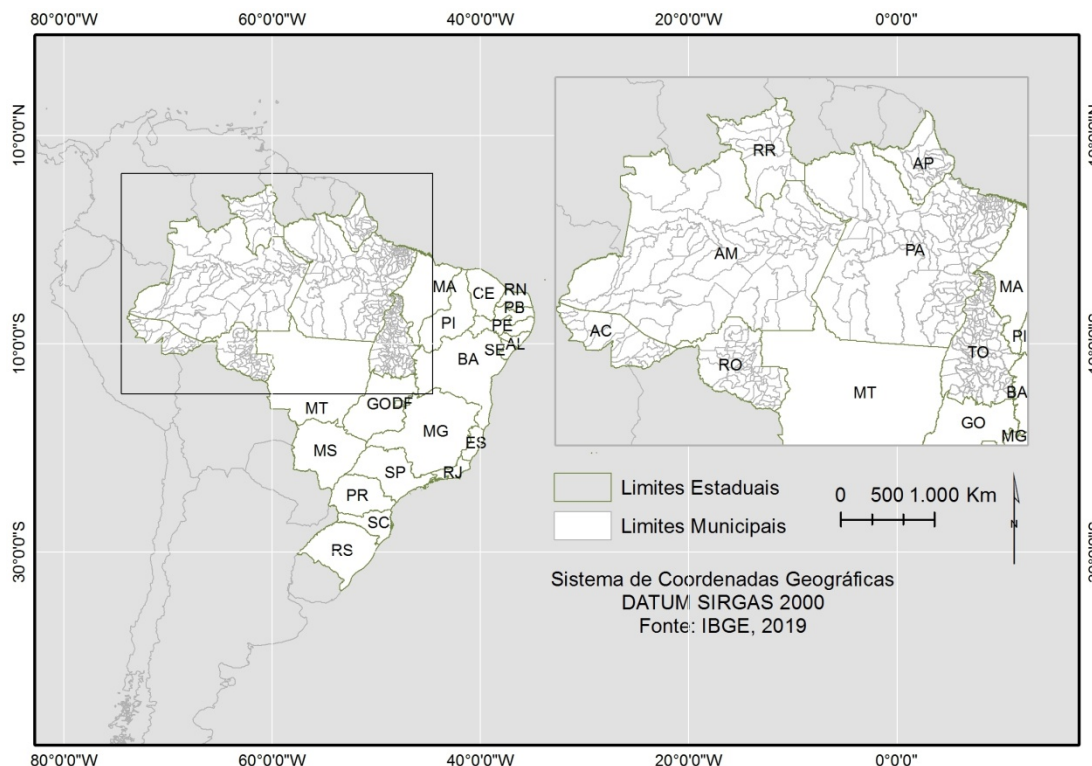 80°0'0"W 60°0'0"W 40°0'0"W 20°0'0"W 0°0'0"
10°0'0"N
10°0'0"S
30°0'0"S
MA
CE
RN
PB
PI
PE
AL
SE
BA
MT
GO
DF
MG
ES
MS
SP
RJ
PR
SC
RS
RR
AP
AM
PA
MA
AC
PI
RO
TO
MT
BA
GO
MG
Limites Estaduais
Limites Municipais
0 500 1.000 Km
N
Sistema de Coordenadas Geográficas
DATUM SIRGAS 2000
Fonte: IBGE, 2019
80°0'0"W 60°0'0"W 40°0'0"W 20°0'0"W 0°0'0"